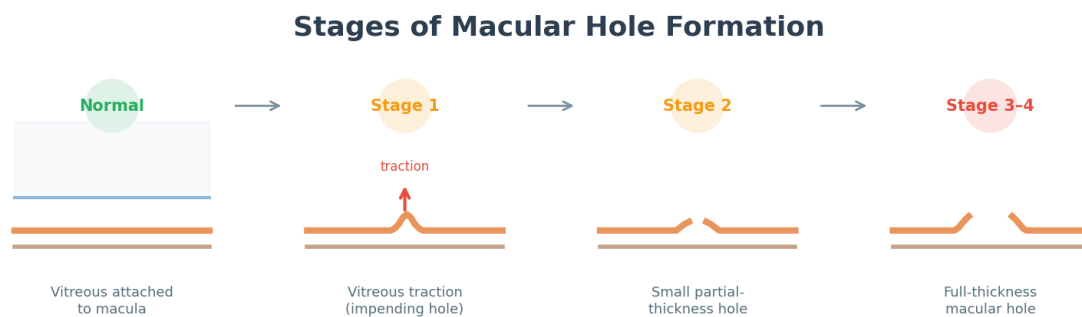 Stages of Macular Hole Formation
Normal
Stage 1
Stage 2
Stage 3–4
traction
Vitreous attached
to macula
Vitreous traction
(impending hole)
Small partial-
thickness hole
Full-thickness
macular hole